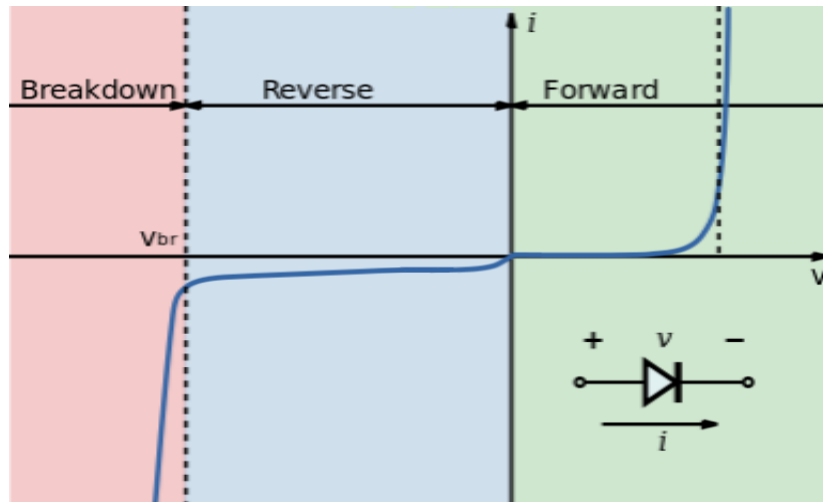 i
Breakdown Reverse Forward
Vbr
v
+ v −
i